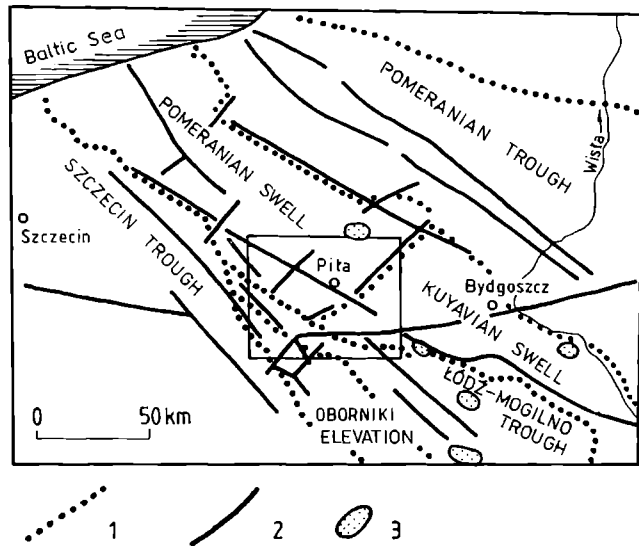 Baltic Sea
POMERANIAN TROUGH
Wisła
POMERANIAN SWELL
SZCZECIN TROUGH
Szczecin
Piła
Bydgoszcz
KUYAVIAN SWELL
ŁÓDŹ-MOGILNO
TROUGH
OBORNIKI
ELEVATION
0 50 km
1 2 3